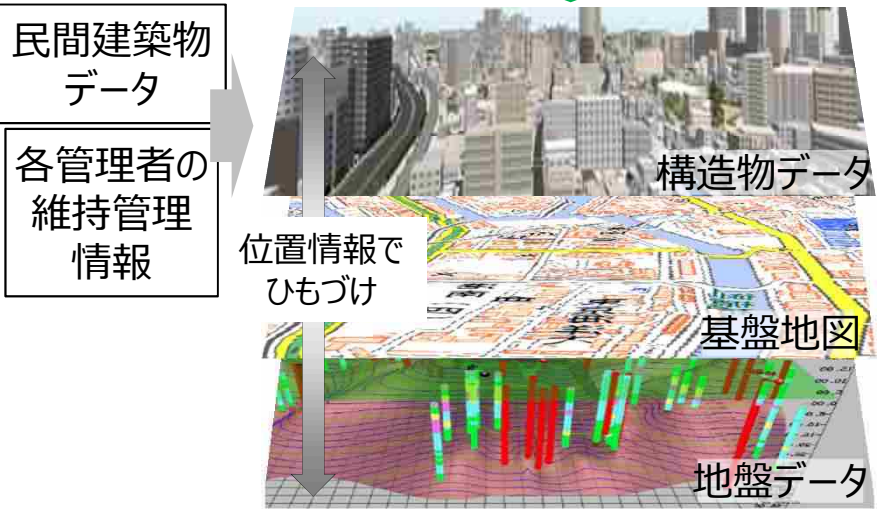 民間建築物
データ
各管理者の
維持管理
情報
構造物データ
位置情報で
ひもづけ
基盤地図
地盤データ